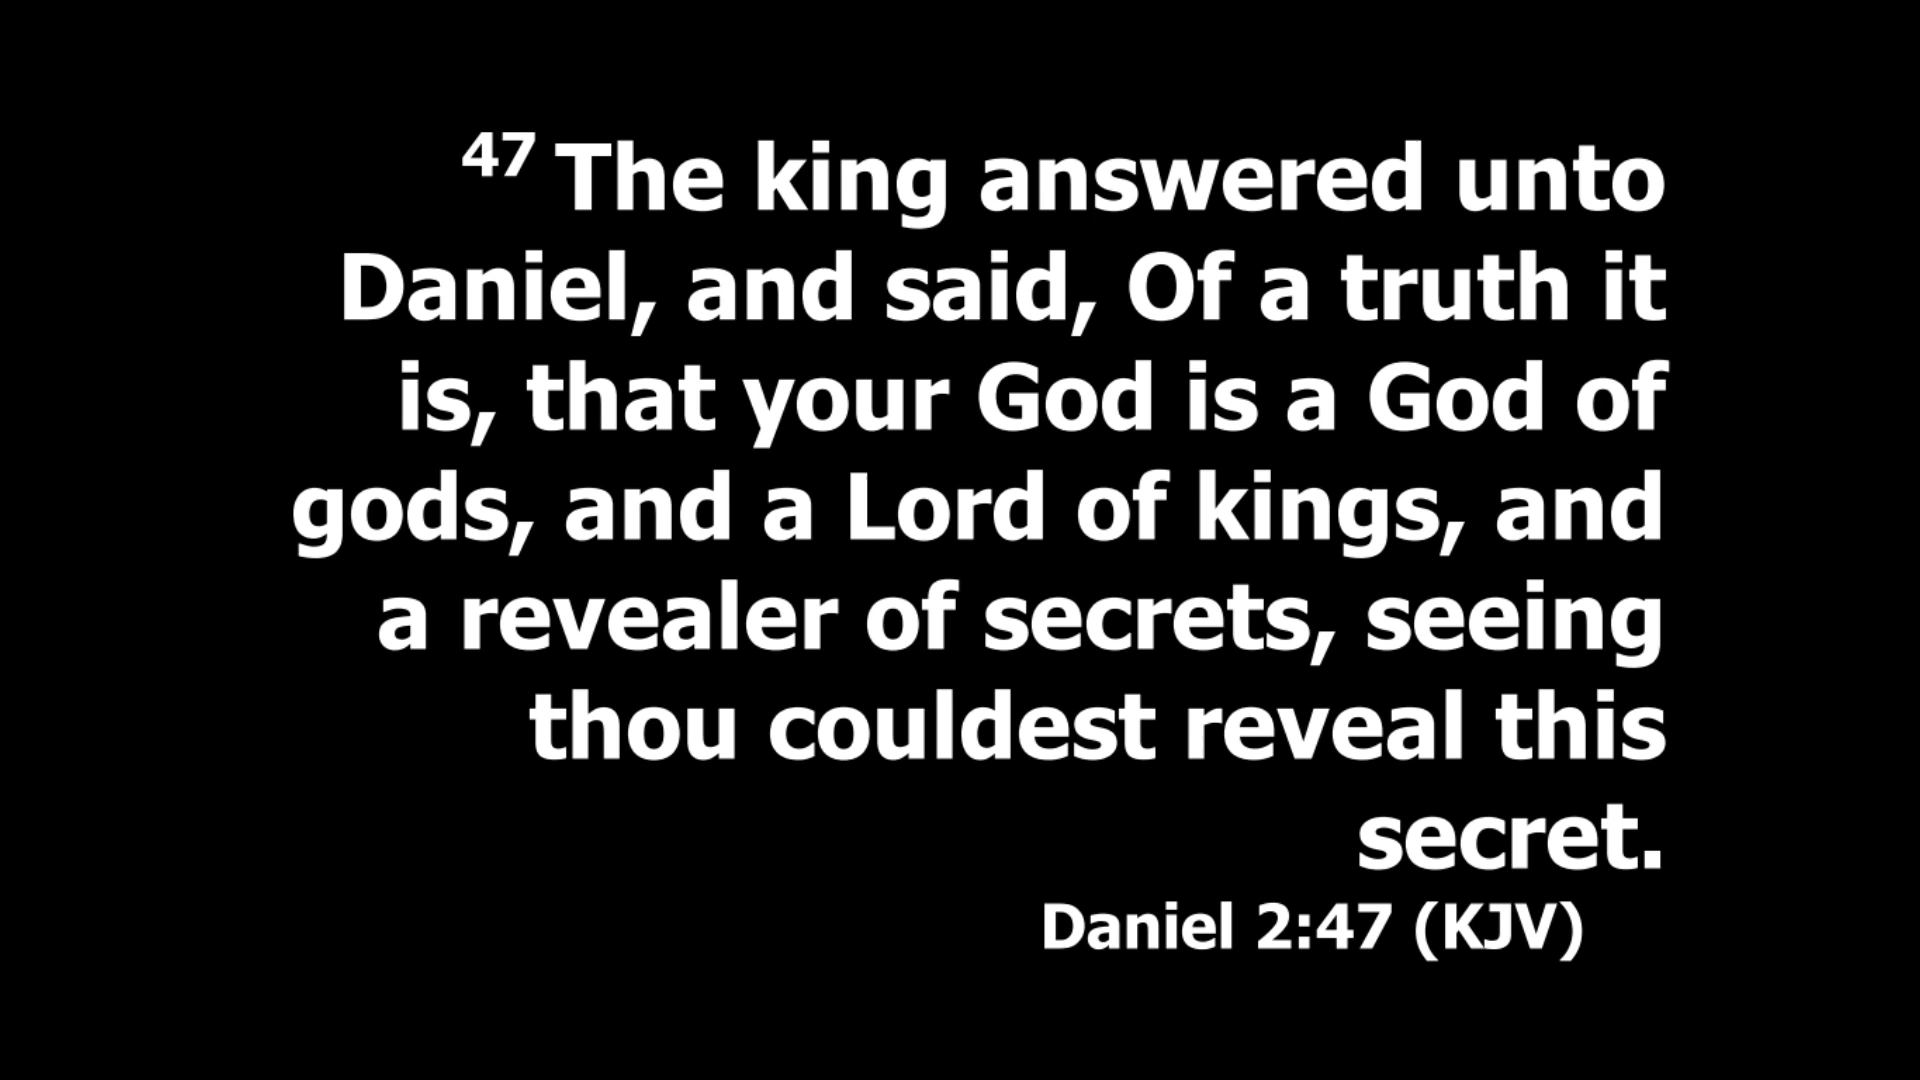 47 The king answered unto
Daniel, and said, Of a truth it
is, that your God is a God of
gods, and a Lord of kings, and
a revealer of secrets, seeing
thou couldest reveal this
secret.
Daniel 2:47 (KJV)